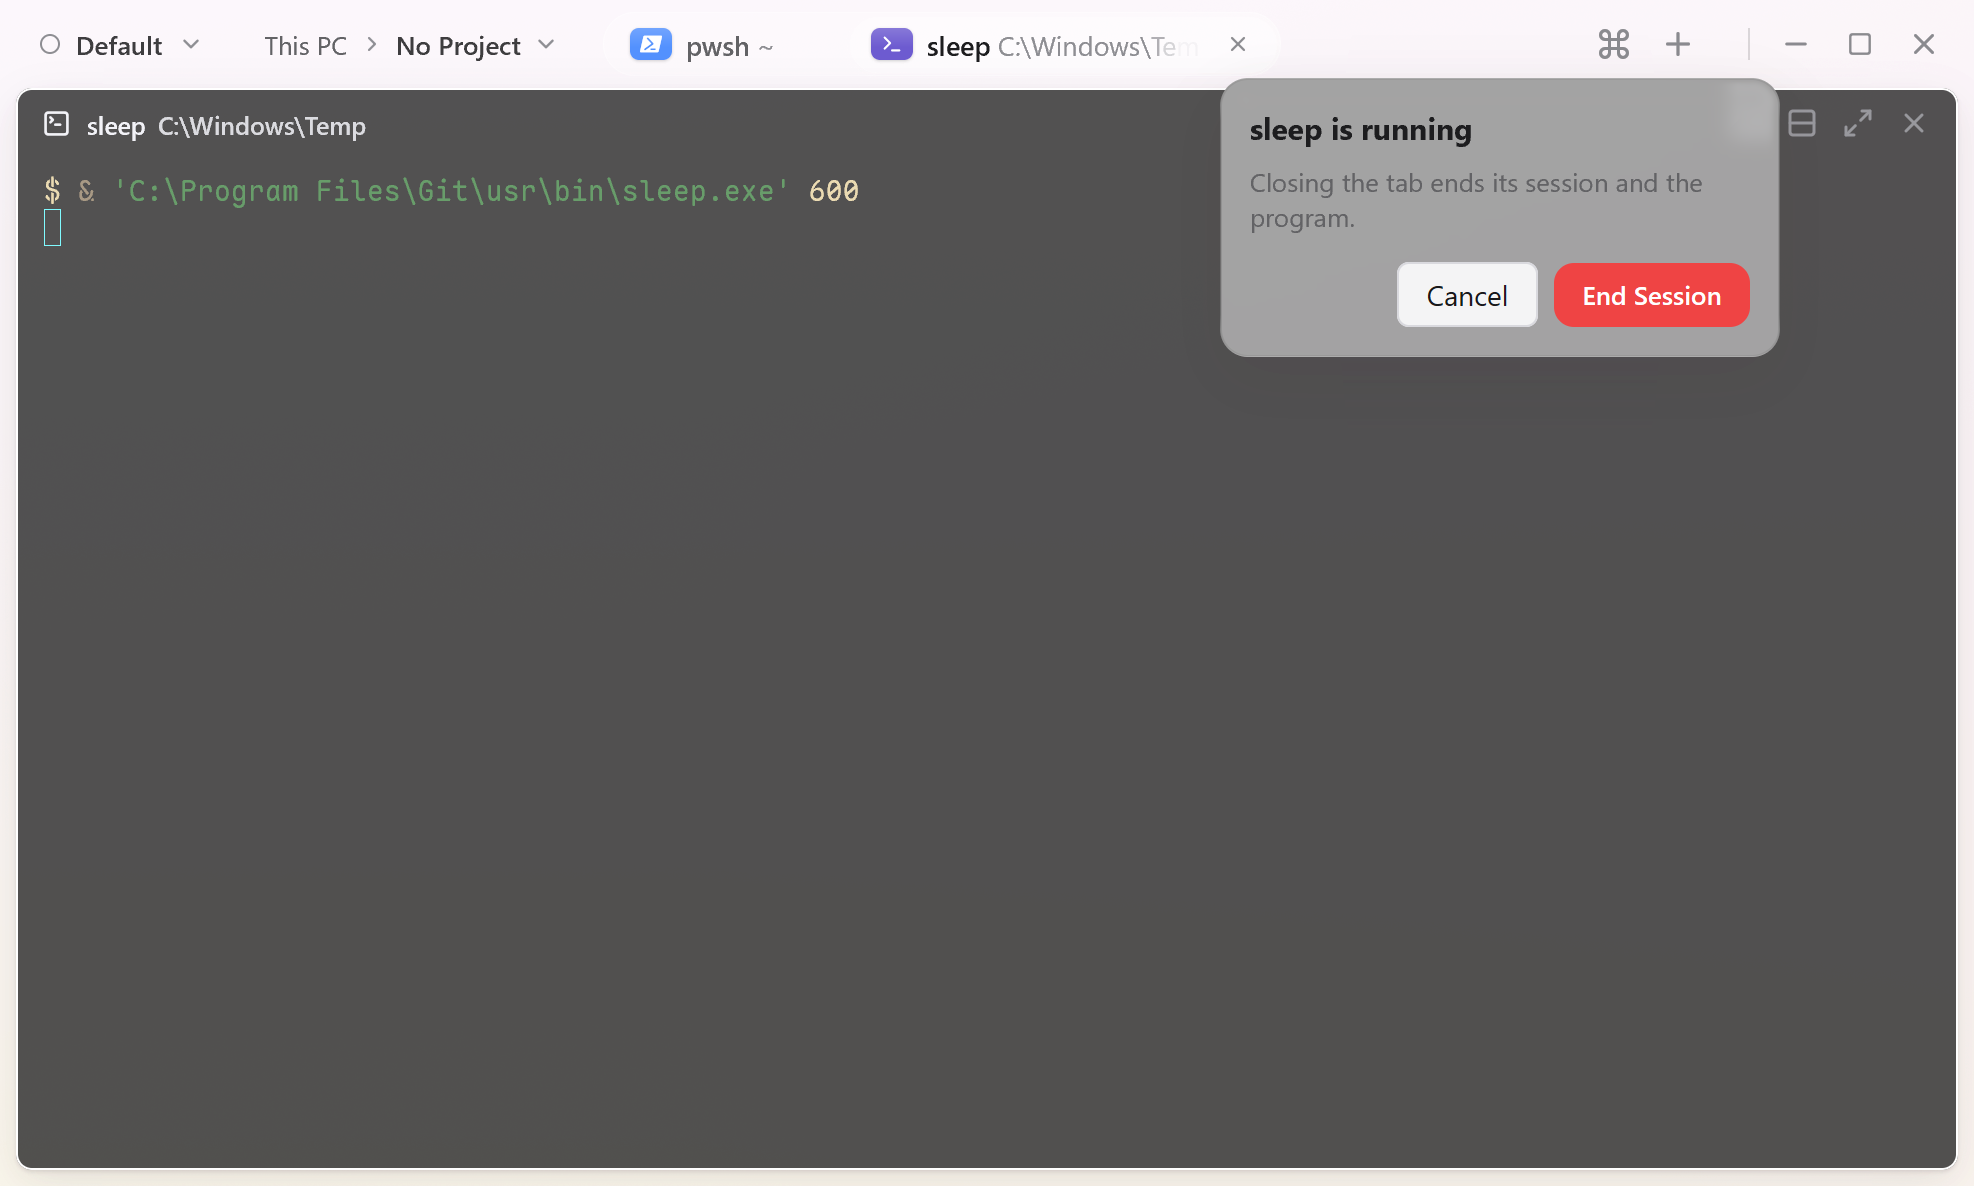 Default
This PC > No Project
pwsh ~
sleep C:\Windows\Tem
sleep C:\Windows\Temp
$ & 'C:\Program Files\Git\usr\bin\sleep.exe' 600
sleep is running
Closing the tab ends its session and the
program.
Cancel
End Session